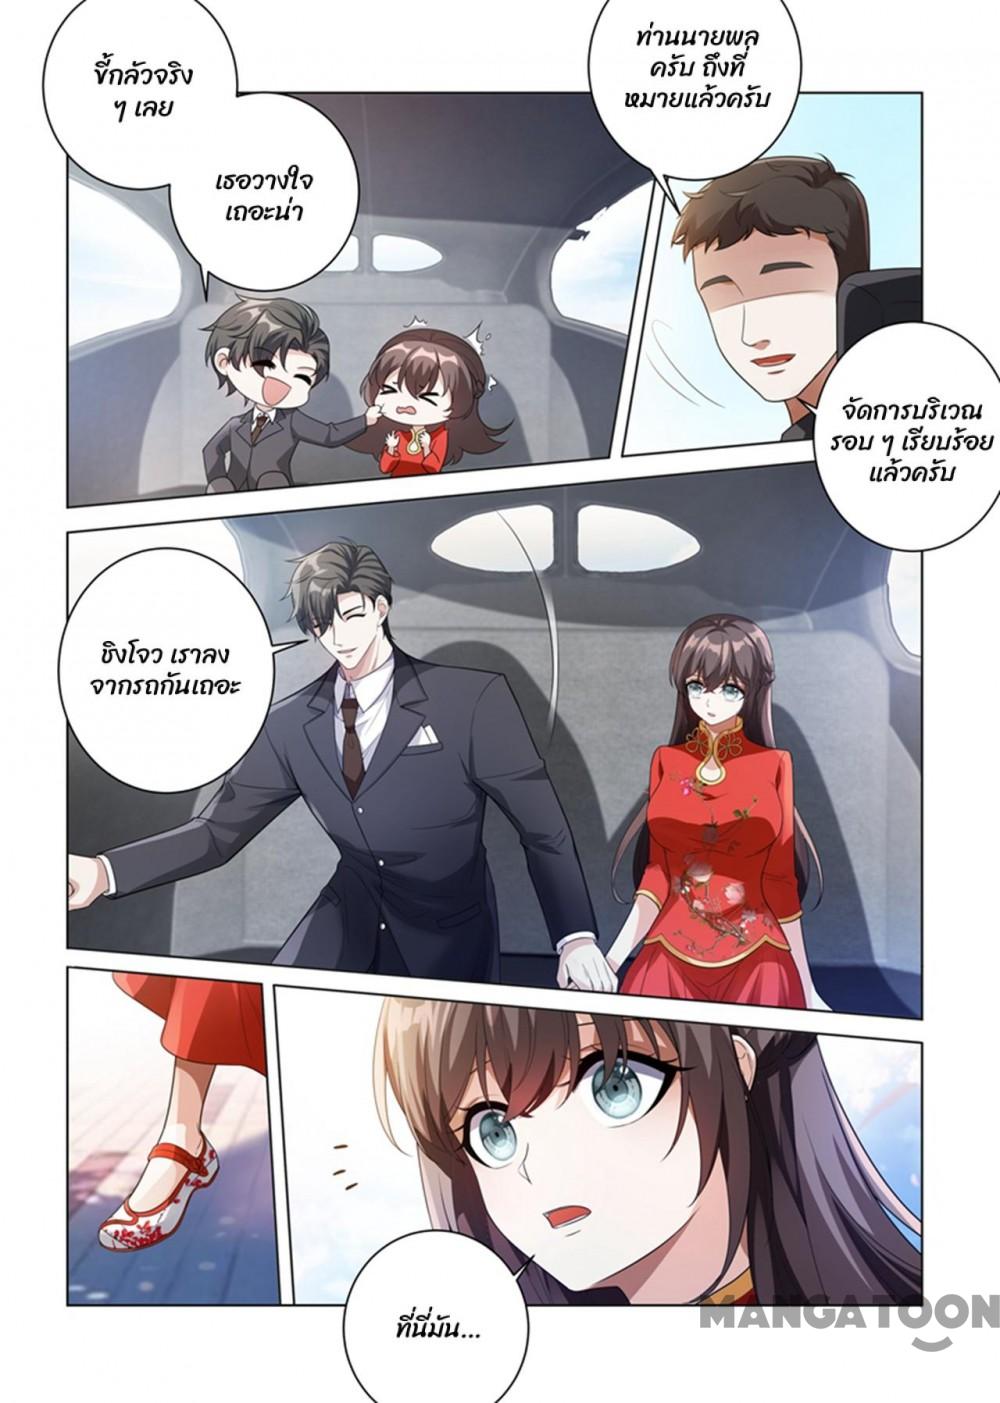 ขี้กลัวจริง
ๆ เลย
เธอวางใจ
เถอะน่า
ท่านนายพล
ครับ ถึงที่
หมายแล้วครับ
จัดการบริเวณ
รอบ ๆ เรียบร้อย
แล้วครับ
ชิงโจว เราลง
จากรถกันเถอะ
ที่นี่มัน...
MANGATOON